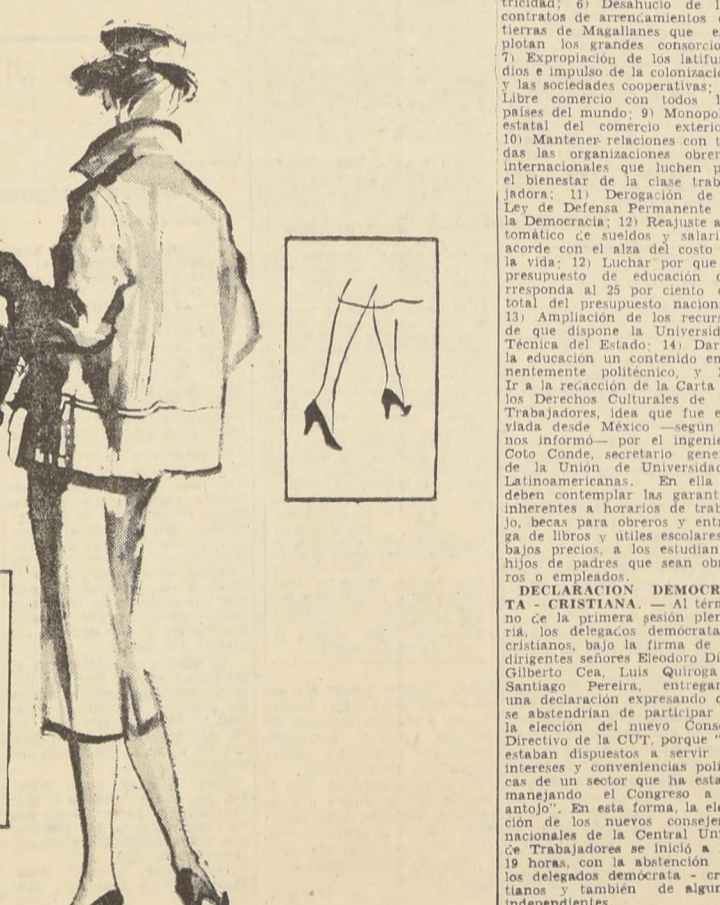 tricidad; 6) Desahucio de
contratos de arrendamientos
tierras de Magallanes que
plotan los grandes consorcio
7) Expropiación de los latifu
dios e impulso de la colonizació
y las sociedades cooperativas;
Libre comercio con todos l
países del mundo; 9) Monopo
estatal del comercio exterio
10) Mantener relaciones con t
das las organizaciones obrer
internacionales que luchen p
el bienestar de la clase trab
jadora; 11) Derogación de
Ley de Defensa Permanente
la Democracia; 12) Reajuste a
tomático de sueldos y salari
acorde con el alza del costo
la vida; 12) Luchar por que
presupuesto de educación c
rresponda al 25 por ciento
total del presupuesto nacion
13) Ampliación de los recurs
de que dispone la Universid
Técnica del Estado; 14) Dar
la educación un contenido en
nentemente politécnico, y
Ir a la redacción de la Carta
los Derechos Culturales de
Trabajadores, idea que fue e
viada desde México —según
nos informó— por el ingenie
Coto Conde, secretario gene
de la Unión de Universidad
Latinoamericanas. En ella
deben contemplar las garant
inherentes a horarios de trab
jo, becas para obreros y entr
ga de libros y útiles escolares
bajos precios, a los estudian
hijos de padres que sean obr
ros o empleados.
DECLARACION DEMOCR
TA - CRISTIANA. — Al térm
no de la primera sesión plen
ria, los delegados demócrata
cristianos, bajo la firma de
dirigentes señores Eleodoro Di
Gilberto Cea, Luis Quiroga
Santiago Pereira, entregar
una declaración expresando q
se abstendrían de participar
la elección del nuevo Conse
Directivo de la CUT, porque "
estaban dispuestos a servir
intereses y conveniencias polí
cas de un sector que ha esta
manejando el Congreso a
antojo". En esta forma, la ele
ción de los nuevos consejer
nacionales de la Central Uni
de Trabajadores se inició a
19 horas, con la abstención
los delegados demócrata - cr
tianos y también de algun
independientes